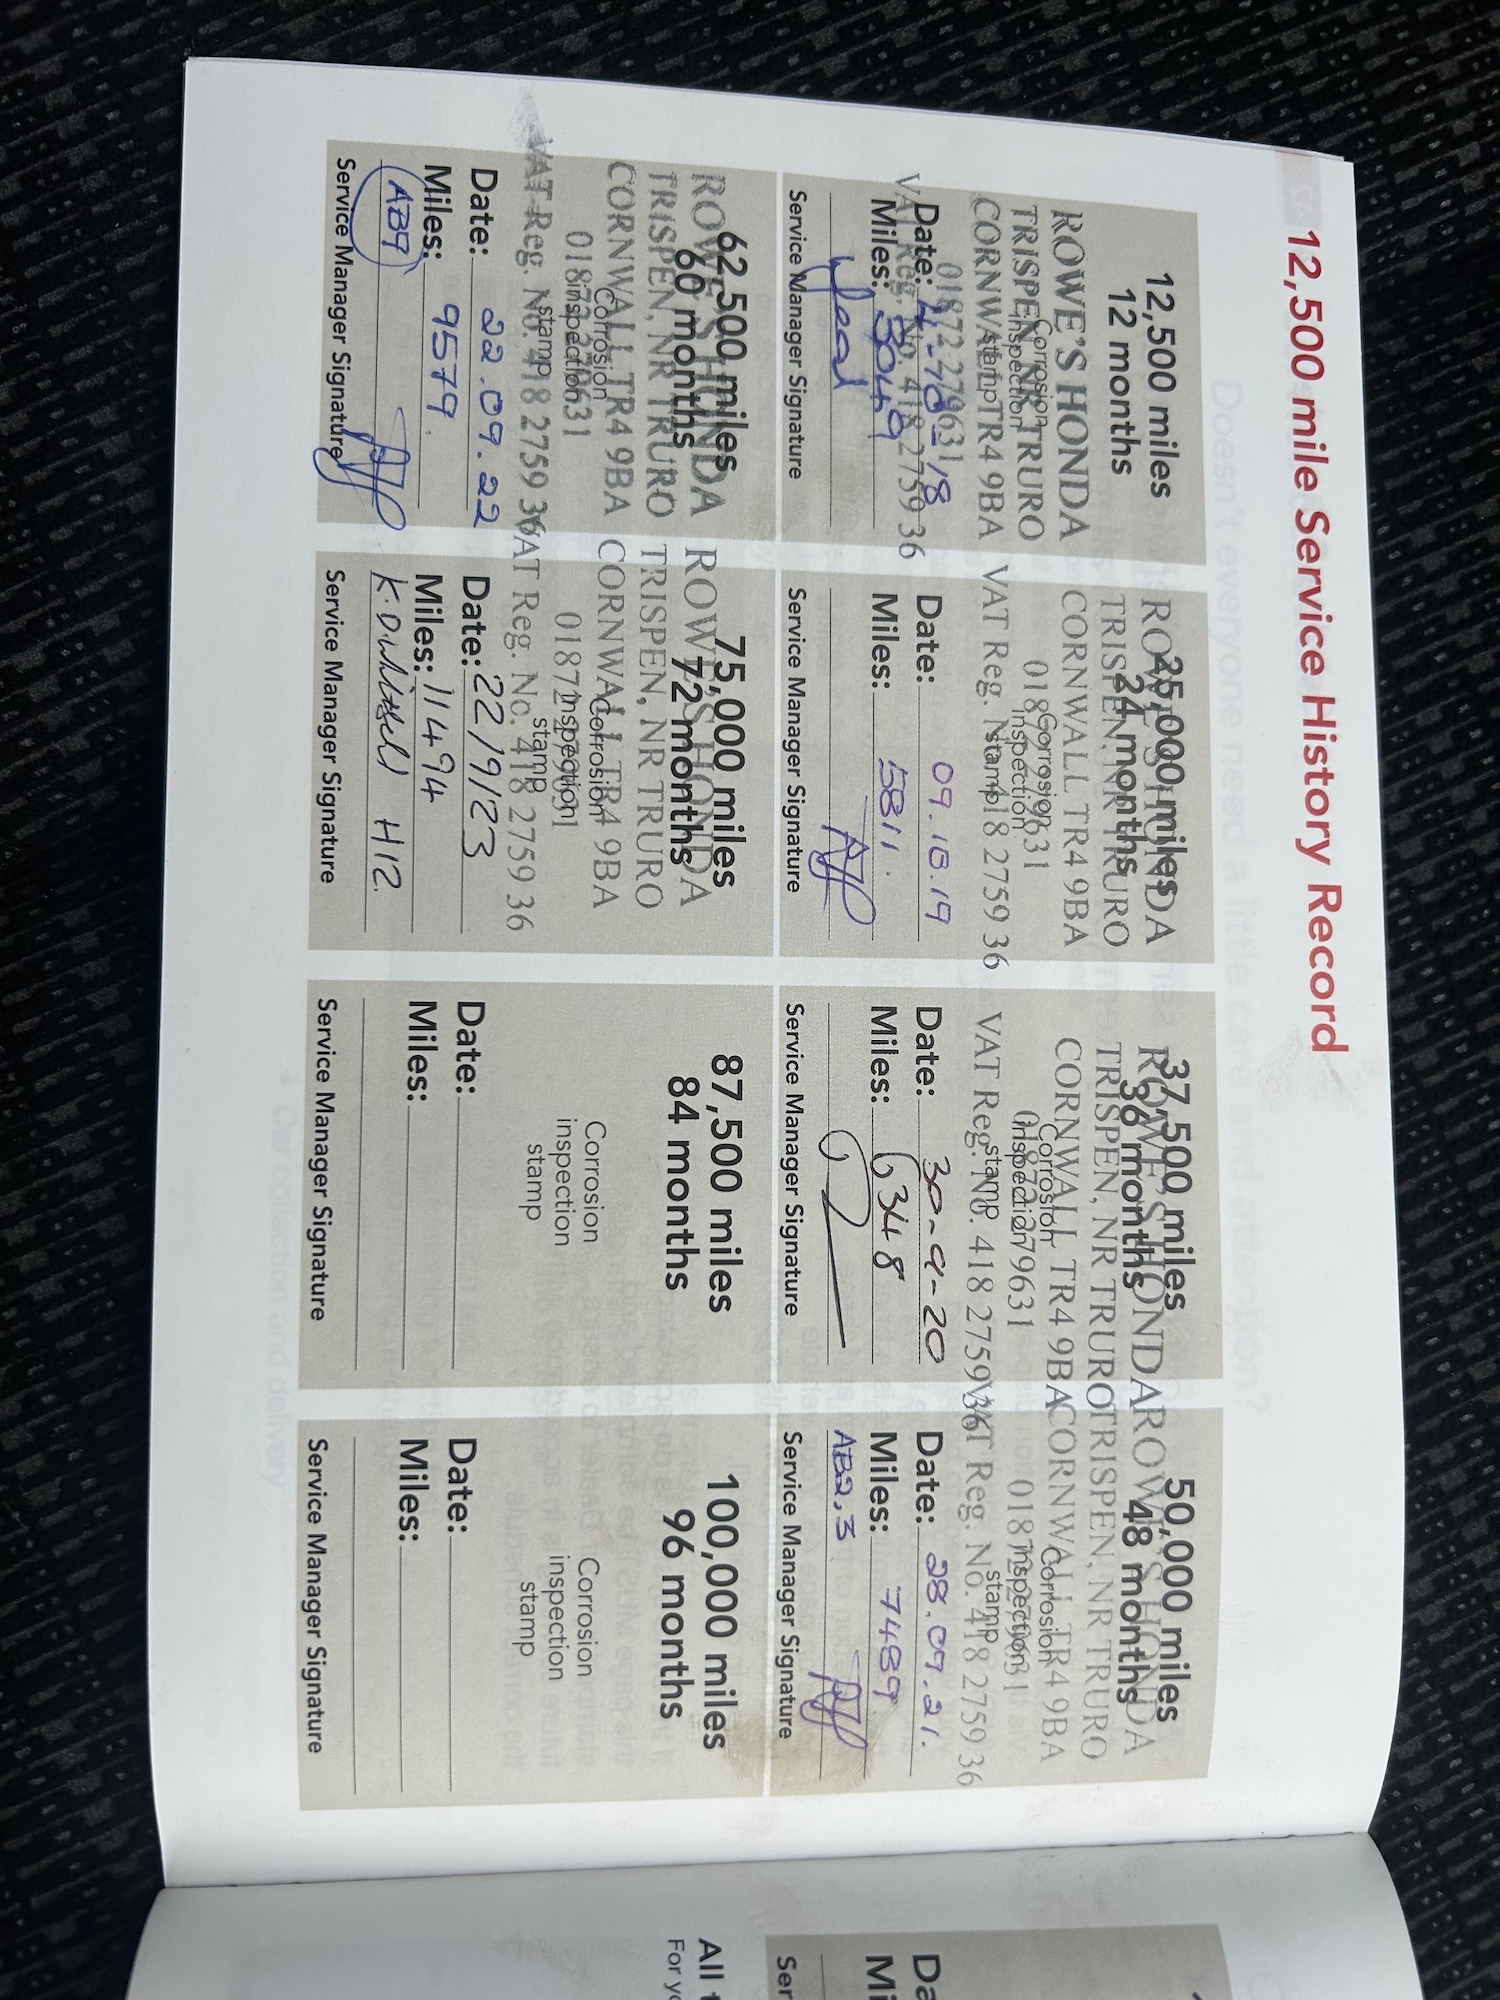 12,500 mile Service History Record
12,500 miles
12 months
Corrosion
inspection
stamp
ROWE'S HONDA
TRISPEN, NR TRURO
CORNWALL TR4 9BA
01872 279631
VAT Reg. No. 418 2759 36
Date: 4-10-18
Miles: 3049
Service Manager Signature
25,000 miles
24 months
Corrosion
inspection
stamp
ROWE'S HONDA
TRISPEN, NR TRURO
CORNWALL TR4 9BA
01872 279631
VAT Reg. No. 418 2759 36
Date: 09.10.19
Miles: 5811.
Service Manager Signature
37,500 miles
36 months
Corrosion
inspection
stamp
ROWE'S HONDA
TRISPEN, NR TRURO
CORNWALL TR4 9BA
01872 279631
VAT Reg. No. 418 2759 36
Date: 30-9-20
Miles: 6348
Service Manager Signature
50,000 miles
48 months
Corrosion
inspection
stamp
ROWE'S HONDA
TRISPEN, NR TRURO
CORNWALL TR4 9BA
01872 279631
VAT Reg. No. 418 2759 36
Date: 28.09.21.
Miles: 7489
AB2,3
Service Manager Signature
62,500 miles
60 months
Corrosion
inspection
stamp
ROWE'S HONDA
TRISPEN, NR TRURO
CORNWALL TR4 9BA
01872 279631
VAT Reg. No. 418 2759 36
Date: 22.09.22
Miles: 9579.
AB9
Service Manager Signature
75,000 miles
72 months
Corrosion
inspection
stamp
ROWE'S HONDA
TRISPEN, NR TRURO
CORNWALL TR4 9BA
01872 279631
VAT Reg. No. 418 2759 36
Date: 22/9/23
Miles: 11494
H12.
Service Manager Signature
87,500 miles
84 months
Corrosion
inspection
stamp
Date:
Miles:
Service Manager Signature
100,000 miles
96 months
Corrosion
inspection
stamp
Date:
Miles:
Service Manager Signature
Da
Mi
Ser
All
For yo